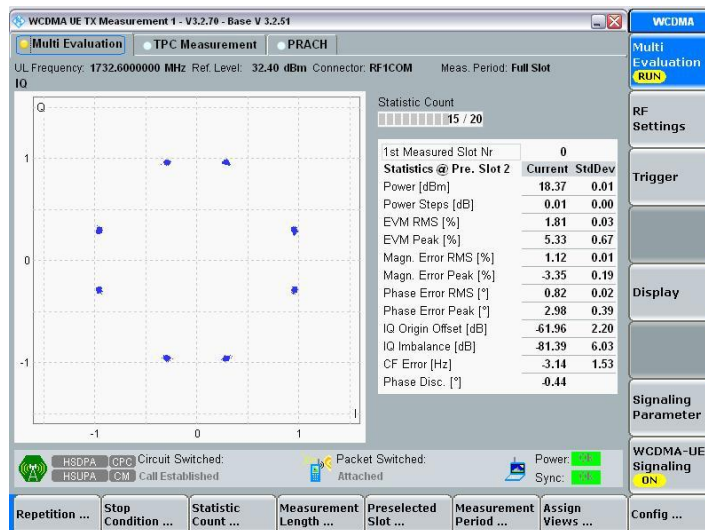 WCDMA UE TX Measurement 1 - V3.2.70 - Base V 3.2.51
WCDMA
Multi Evaluation
TPC Measurement
PRACH
UL Frequency: 1732.6000000 MHz Ref. Level: 32.40 dBm Connector: RF1COM Meas. Period: Full Slot
IQ
Q
1
0
-1
-1 0 1
I
Statistic Count
15 / 20
1st Measured Slot Nr 0
Statistics @ Pre. Slot 2 Current StdDev
Power [dBm] 18.37 0.01
Power Steps [dB] 0.01 0.00
EVM RMS [%] 1.81 0.03
EVM Peak [%] 5.33 0.67
Magn. Error RMS [%] 1.12 0.01
Magn. Error Peak [%] -3.35 0.19
Phase Error RMS [°] 0.82 0.02
Phase Error Peak [°] 2.98 0.39
IQ Origin Offset [dB] -61.96 2.20
IQ Imbalance [dB] -81.39 6.03
CF Error [Hz] -3.14 1.53
Phase Disc. [°] -0.44
Multi
Evaluation
RUN
RF
Settings
Trigger
Display
Signaling
Parameter
WCDMA-UE
Signaling
ON
Config ...
HSDPA CPC Circuit Switched:
HSUPA CM Call Established
Packet Switched:
Attached
Power:
Sync:
Repetition ...
Stop
Condition ...
Statistic
Count ...
Measurement
Length ...
Preselected
Slot ...
Measurement
Period ...
Assign
Views ...